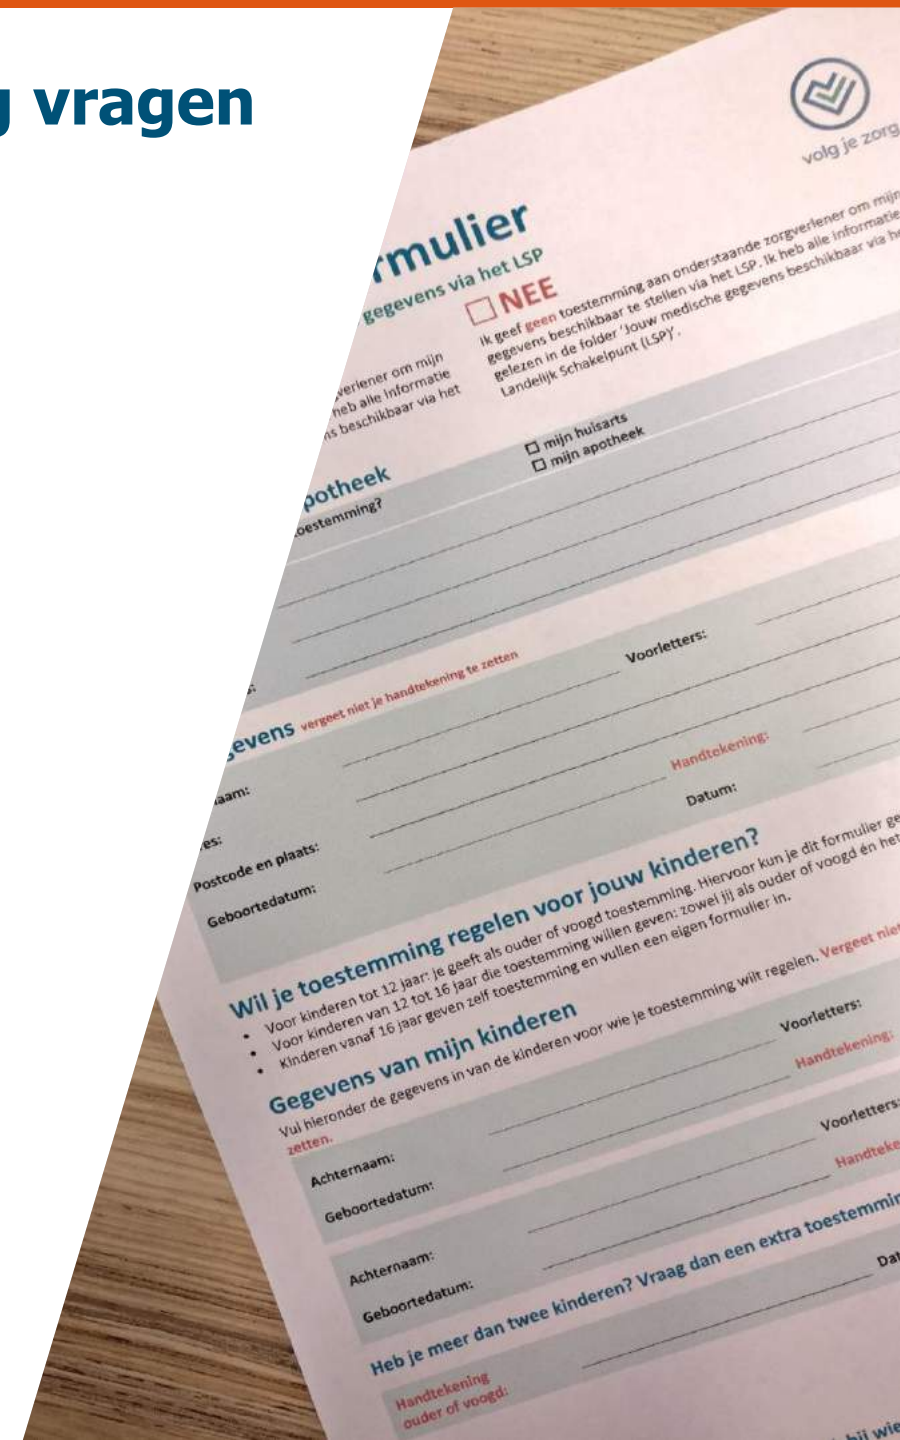 vragen
volg je zorg
rmulier
gegevens via het LSP
NEE
Ik geef geen toestemming aan onderstaande zorgverlener om mijn
gegevens beschikbaar te stellen via het LSP. Ik heb alle informatie
gelezen in de folder 'Jouw medische gegevens beschikbaar via he
Landelijk Schakelpunt (LSP)'.
verlener om mijn
heb alle informatie
ns beschikbaar via het
potheek
mijn huisarts
mijn apotheek
oestemming?
s:
gevens vergeet niet je handtekening te zetten
naam:
Voorletters:
es:
Postcode en plaats:
Handtekening:
Geboortedatum:
Datum:
Wil je toestemming regelen voor jouw kinderen?
• Voor kinderen tot 12 jaar: je geeft als ouder of voogd toestemming. Hiervoor kun je dit formulier ge
• Voor kinderen van 12 tot 16 jaar die toestemming willen geven: zowel jij als ouder of voogd én het
• Kinderen vanaf 16 jaar geven zelf toestemming en vullen een eigen formulier in.
Gegevens van mijn kinderen
Vul hieronder de gegevens in van de kinderen voor wie je toestemming wilt regelen. Vergeet niet
zetten.
Achternaam:
Voorletters:
Geboortedatum:
Handtekening:
Achternaam:
Voorletters:
Geboortedatum:
Handteke
Heb je meer dan twee kinderen? Vraag dan een extra toestemmin
Handtekening
ouder of voogd:
Dat
bij wie